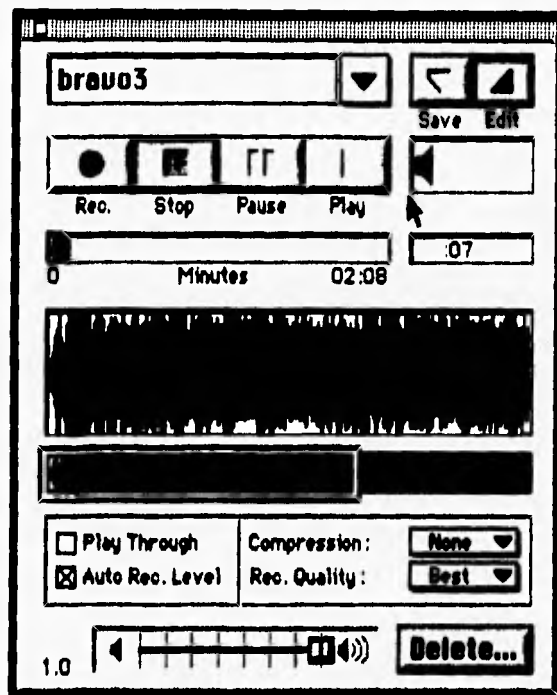 bravo3
Save Edit
Rec. Stop Pause Play
:07
0 Minutes 02:08
Play Through Compression: None
Auto Rec. Level Rec. Quality: Best
1.0 Delete...